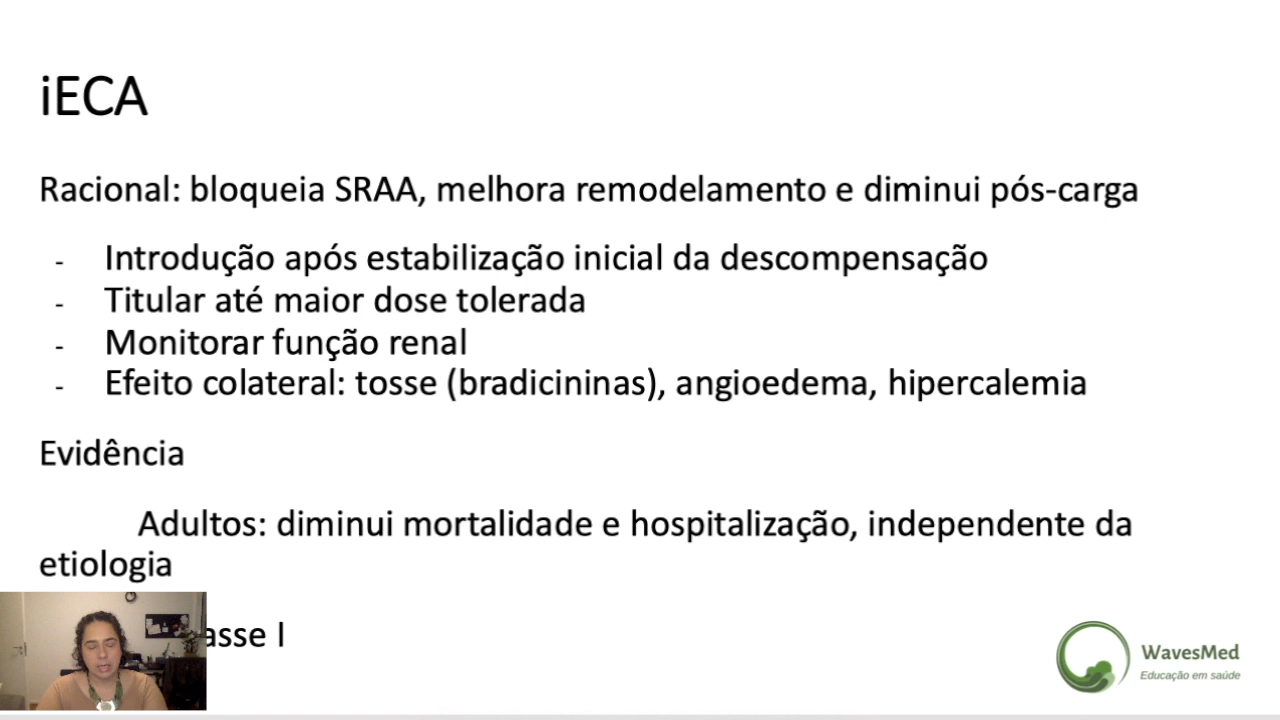 iECA
Racional: bloqueia SRAA, melhora remodelamento e diminui pós-carga
- Introdução após estabilização inicial da descompensação
- Titular até maior dose tolerada
- Monitorar função renal
- Efeito colateral: tosse (bradicininas), angioedema, hipercalemia
Evidência
Adultos: diminui mortalidade e hospitalização, independente da
etiologia
asse I
WavesMed
Educação em saúde